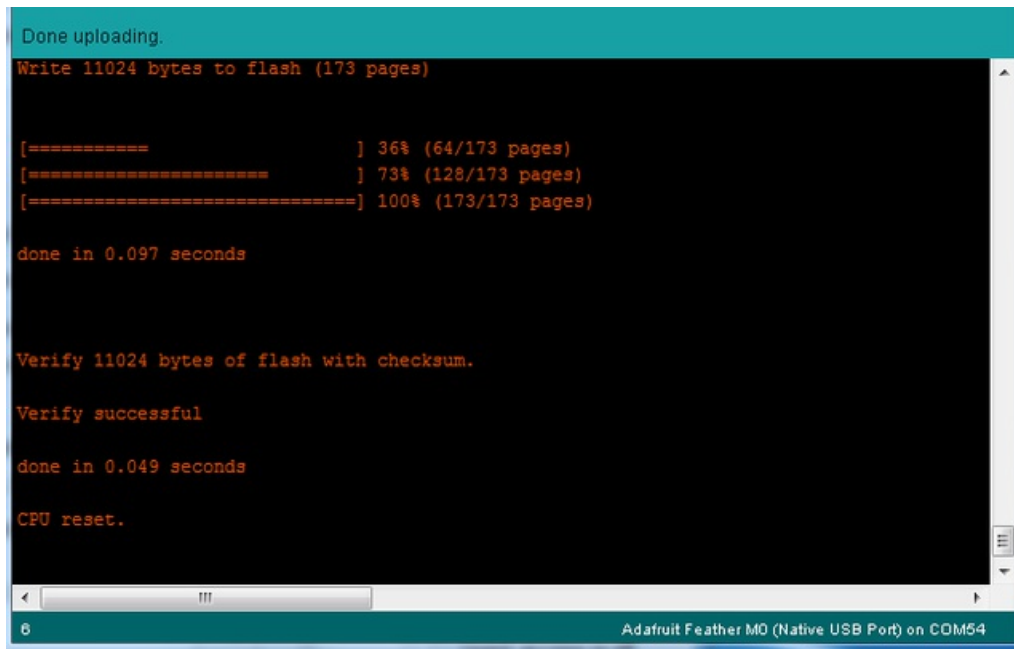 Done uploading.
Write 11024 bytes to flash (173 pages)
[===========                   ] 36% (64/173 pages)
[======================        ] 73% (128/173 pages)
[==============================] 100% (173/173 pages)
done in 0.097 seconds
Verify 11024 bytes of flash with checksum.
Verify successful
done in 0.049 seconds
CPU reset.
6 Adafruit Feather M0 (Native USB Port) on COM54